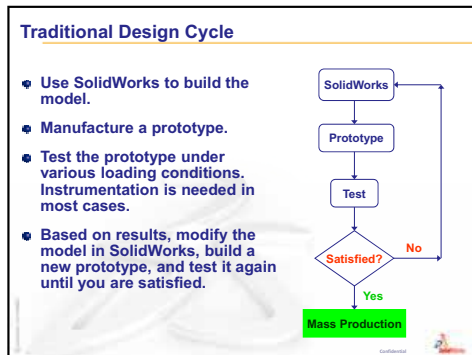 Traditional Design Cycle
Use SolidWorks to build the
model.
Manufacture a prototype.
Test the prototype under
various loading conditions.
Instrumentation is needed in
most cases.
Based on results, modify the
model in SolidWorks, build a
new prototype, and test it again
until you are satisfied.
SolidWorks
Prototype
Test
Satisfied?
No
Yes
Mass Production
Confidential